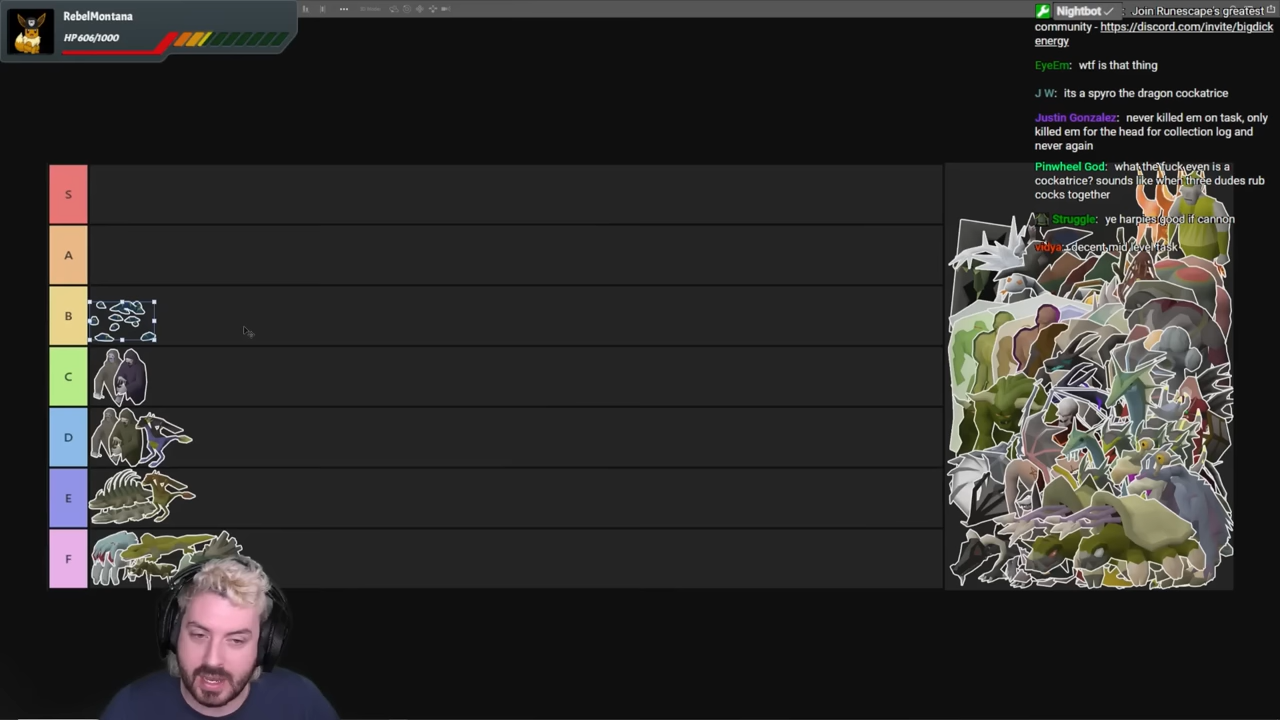 RebelMontana
HP 606/1000
Nightbot: Join Runescape's greatest
community - https://discord.com/invite/bigdick
energy
EyeEm: wtf is that thing
J W: its a spyro the dragon cockatrice
Justin Gonzalez: never killed em on task, only
killed em for the head for collection log and
never again
Pinwheel God: what the fuck even is a
cockatrice? sounds like when three dudes rub
cocks together
Struggle: ye harpies good if cannon
vidya: decent mid level task
S
A
B
C
D
E
F